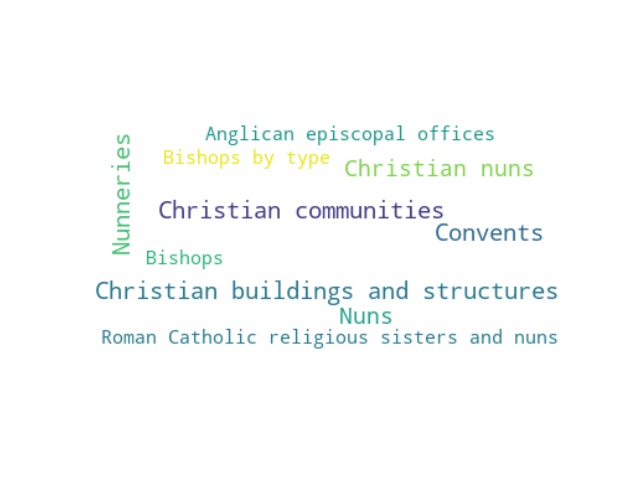 Anglican episcopal offices
Bishops by type
Christian nuns
Nunneries
Christian communities
Convents
Bishops
Christian buildings and structures
Nuns
Roman Catholic religious sisters and nuns